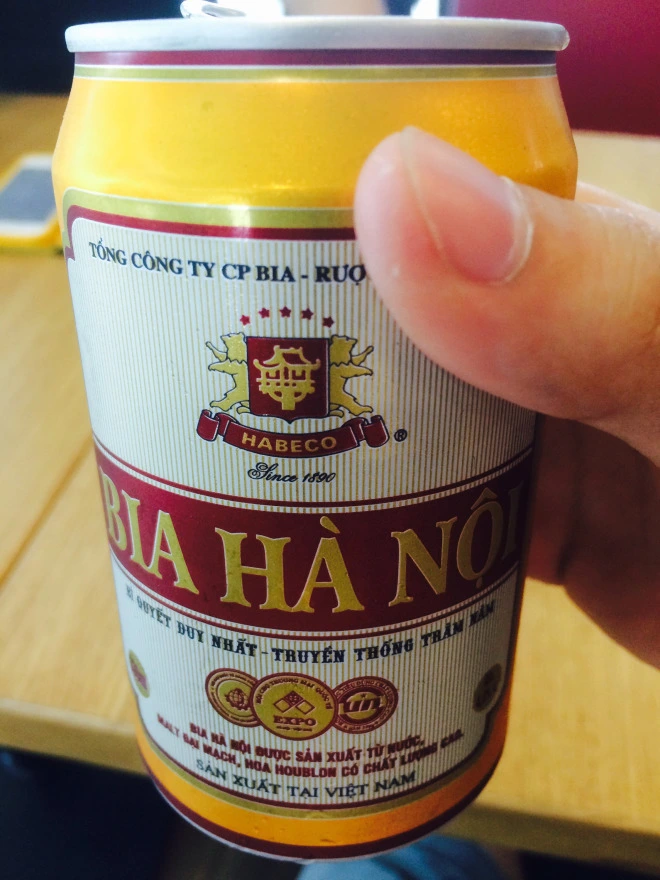 TỔNG CÔNG TY CP BIA - RƯỢ
HABECO
®
Since 1890
BIA HÀ NỘI
BÍ QUYẾT DUY NHẤT - TRUYỀN THỐNG TRĂM NĂM
EXPO
BIA HÀ NỘI ĐƯỢC SẢN XUẤT TỪ NƯỚC,
MALT ĐẠI MẠCH, HOA HOUBLON CÓ CHẤT LƯỢNG CAO.
SẢN XUẤT TẠI VIỆT NAM